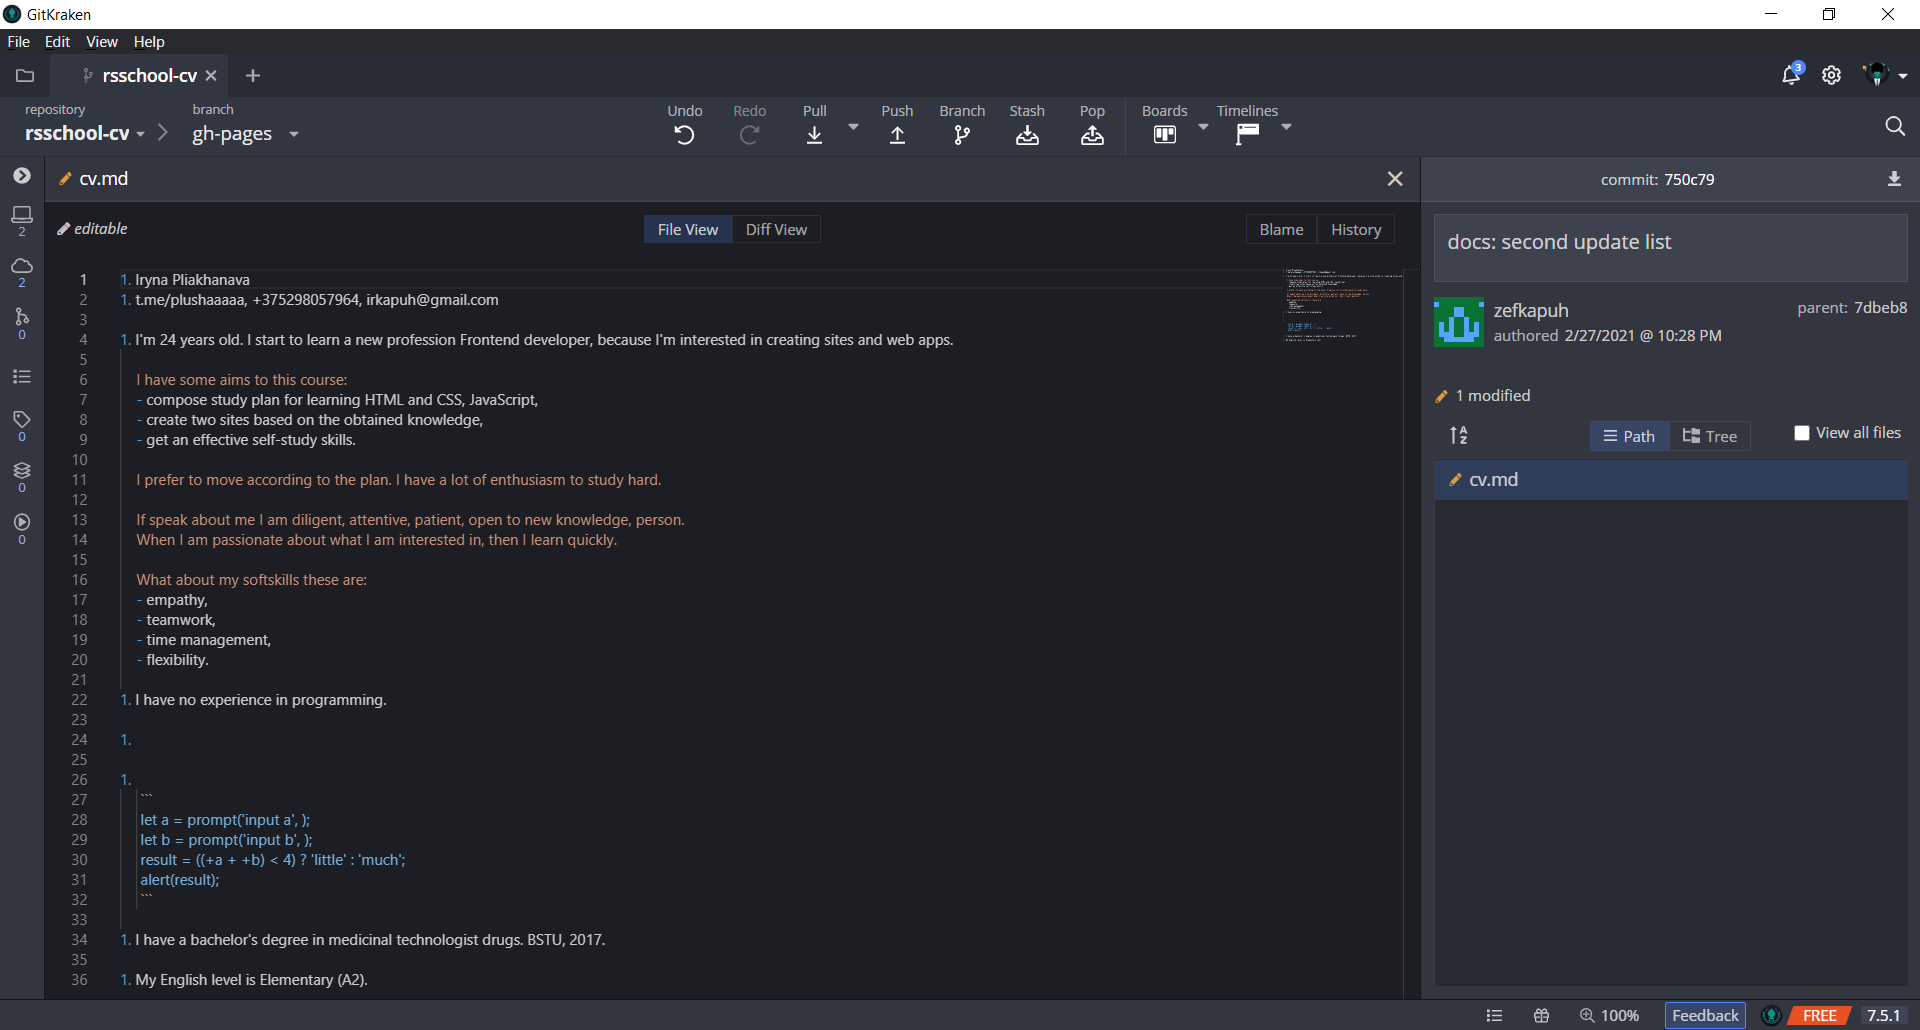 GitKraken
File Edit View Help
rsschool-cv
3
repository
rsschool-cv
branch
gh-pages
Undo Redo Pull Push Branch Stash Pop Boards Timelines
cv.md
commit: 750c79
editable
File View Diff View
Blame History
docs: second update list
zefkapuh
authored 2/27/2021 @ 10:28 PM
parent: 7dbeb8
1 modified
Path Tree
View all files
cv.md
2
2
0
0
0
0
1 1. Iryna Pliakhanava
2 1. t.me/plushaaaaa, +375298057964, irkapuh@gmail.com
3
4 1. I'm 24 years old. I start to learn a new profession Frontend developer, because I'm interested in creating sites and web apps.
5
6 I have some aims to this course:
7 - compose study plan for learning HTML and CSS, JavaScript,
8 - create two sites based on the obtained knowledge,
9 - get an effective self-study skills.
10
11 I prefer to move according to the plan. I have a lot of enthusiasm to study hard.
12
13 If speak about me I am diligent, attentive, patient, open to new knowledge, person.
14 When I am passionate about what I am interested in, then I learn quickly.
15
16 What about my softskills these are:
17 - empathy,
18 - teamwork,
19 - time management,
20 - flexibility.
21
22 1. I have no experience in programming.
23
24 1.
25
26 1.
27 ```
28 let a = prompt('input a', );
29 let b = prompt('input b', );
30 result = ((+a + +b) < 4) ? 'little' : 'much';
31 alert(result);
32 ```
33
34 1. I have a bachelor's degree in medicinal technologist drugs. BSTU, 2017.
35
36 1. My English level is Elementary (A2).
100% Feedback FREE 7.5.1